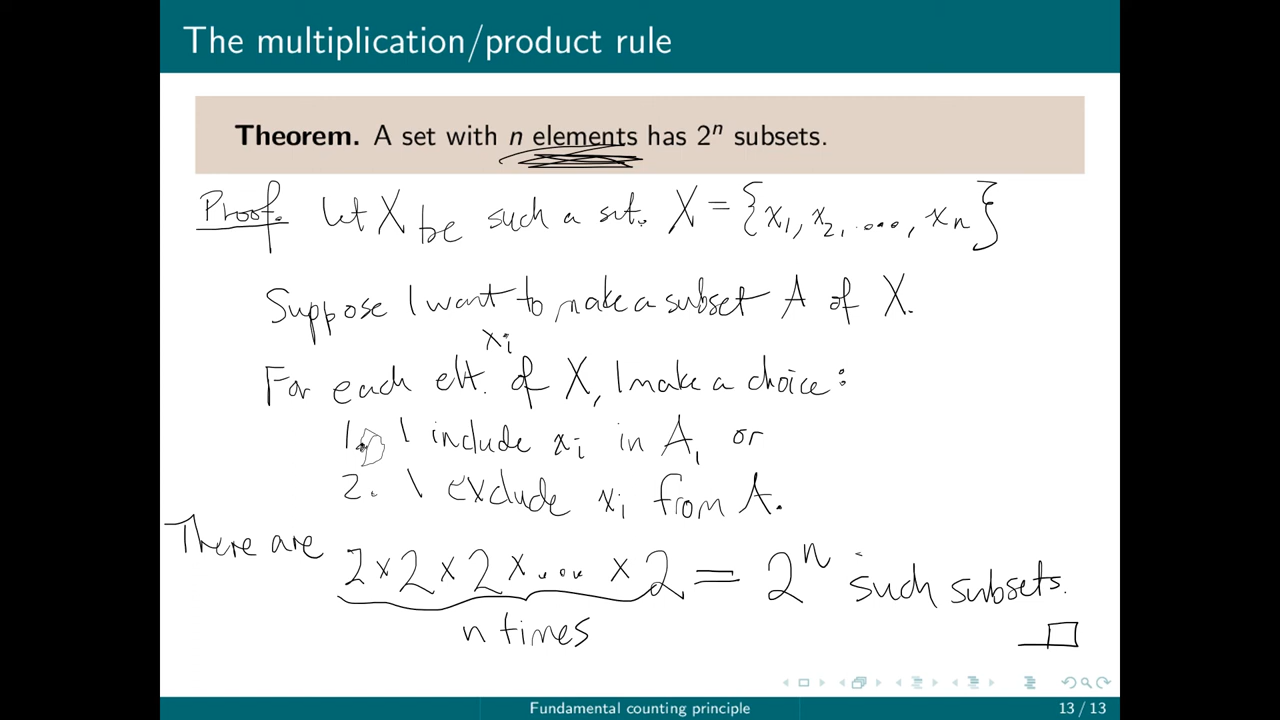 The multiplication/product rule
Theorem. A set with n elements has 2ⁿ subsets.
Proof. Let X be such a set. X = {x₁, x₂, ...., xₙ}
Suppose I want to make a subset A of X.
xᵢ
For each elt. of X, I make a choice:
1. I include xᵢ in A, or
2. I exclude xᵢ from A.
There are
2 × 2 × 2 × .... × 2 = 2ⁿ such subsets.
n times
Fundamental counting principle 13 / 13